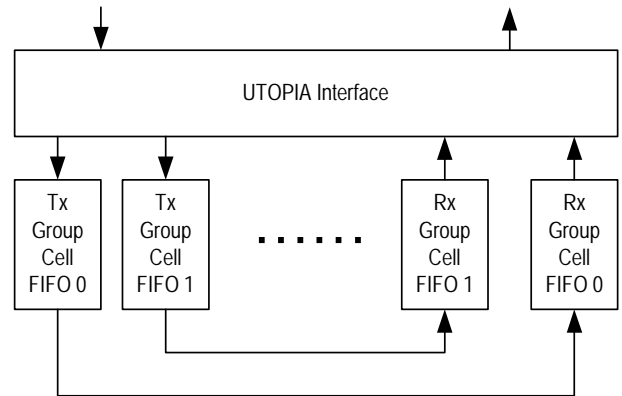 UTOPIA Interface
Tx
Group
Cell
FIFO 0
Tx
Group
Cell
FIFO 1
Rx
Group
Cell
FIFO 1
Rx
Group
Cell
FIFO 0